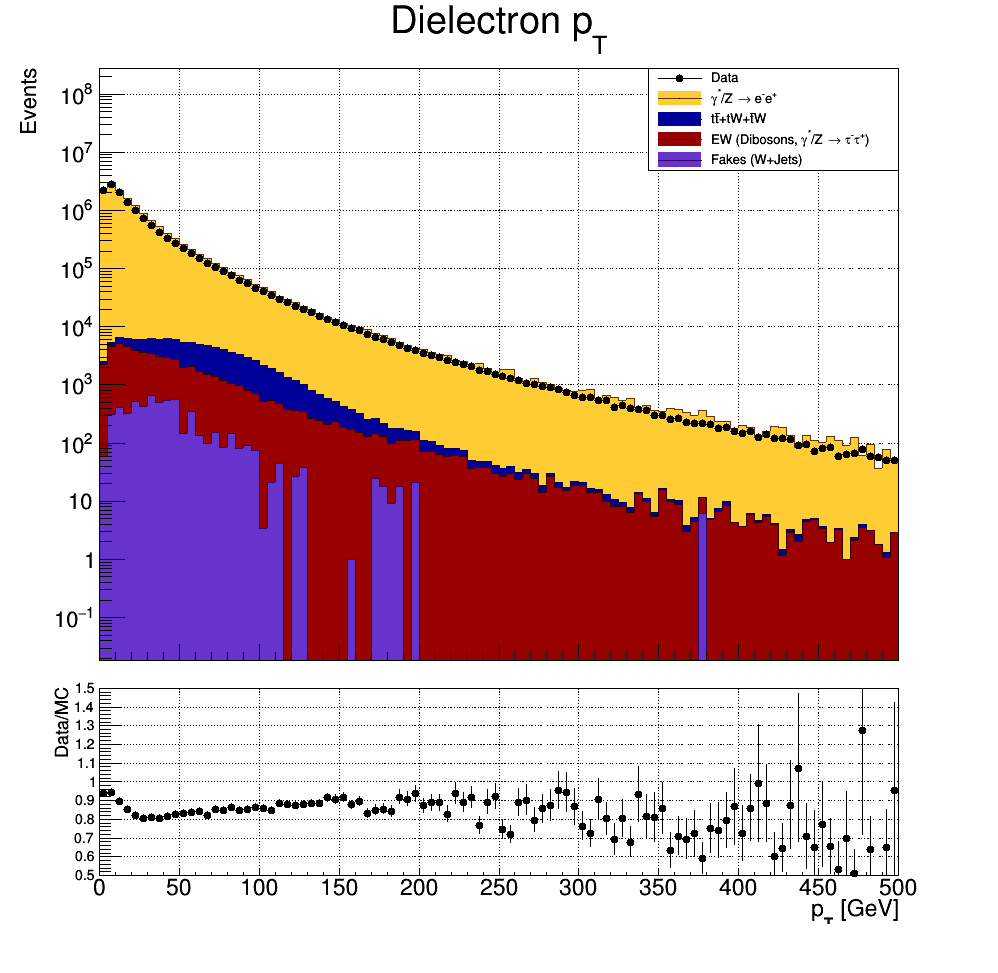 Dielectron p_T
Events
Data
γ*/Z → e⁻e⁺
tt̄+tW+t̄W
EW (Dibosons, γ*/Z → τ⁻τ⁺)
Fakes (W+Jets)
10⁸
10⁷
10⁶
10⁵
10⁴
10³
10²
10
1
10⁻¹
Data/MC
1.5
1.4
1.3
1.2
1.1
1
0.9
0.8
0.7
0.6
0.5
0 50 100 150 200 250 300 350 400 450 500
p_T [GeV]